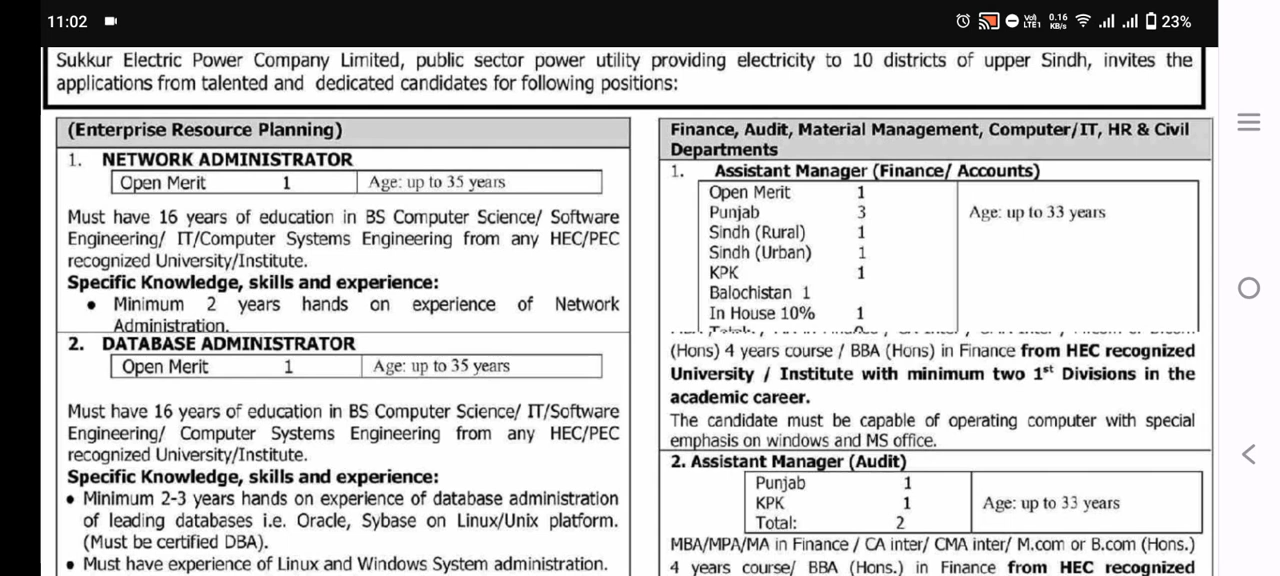 11:02
Vo)) LTE1 0.16 KB/s 23%
Sukkur Electric Power Company Limited, public sector power utility providing electricity to 10 districts of upper Sindh, invites the
applications from talented and dedicated candidates for following positions:
(Enterprise Resource Planning)
1. NETWORK ADMINISTRATOR
Open Merit 1 Age: up to 35 years
Must have 16 years of education in BS Computer Science/ Software
Engineering/ IT/Computer Systems Engineering from any HEC/PEC
recognized University/Institute.
Specific Knowledge, skills and experience:
• Minimum 2 years hands on experience of Network
Administration.
2. DATABASE ADMINISTRATOR
Open Merit 1 Age: up to 35 years
Must have 16 years of education in BS Computer Science/ IT/Software
Engineering/ Computer Systems Engineering from any HEC/PEC
recognized University/Institute.
Specific Knowledge, skills and experience:
• Minimum 2-3 years hands on experience of database administration
of leading databases i.e. Oracle, Sybase on Linux/Unix platform.
(Must be certified DBA).
• Must have experience of Linux and Windows System administration.
Finance, Audit, Material Management, Computer/IT, HR & Civil
Departments
1. Assistant Manager (Finance/ Accounts)
Open Merit 1
Punjab 3 Age: up to 33 years
Sindh (Rural) 1
Sindh (Urban) 1
KPK 1
Balochistan 1
In House 10% 1
(Hons) 4 years course / BBA (Hons) in Finance from HEC recognized
University / Institute with minimum two 1st Divisions in the
academic career.
The candidate must be capable of operating computer with special
emphasis on windows and MS office.
2. Assistant Manager (Audit)
Punjab 1
KPK 1 Age: up to 33 years
Total: 2
MBA/MPA/MA in Finance / CA inter/ CMA inter/ M.com or B.com (Hons.)
4 years course/ BBA (Hons.) in Finance from HEC recognized